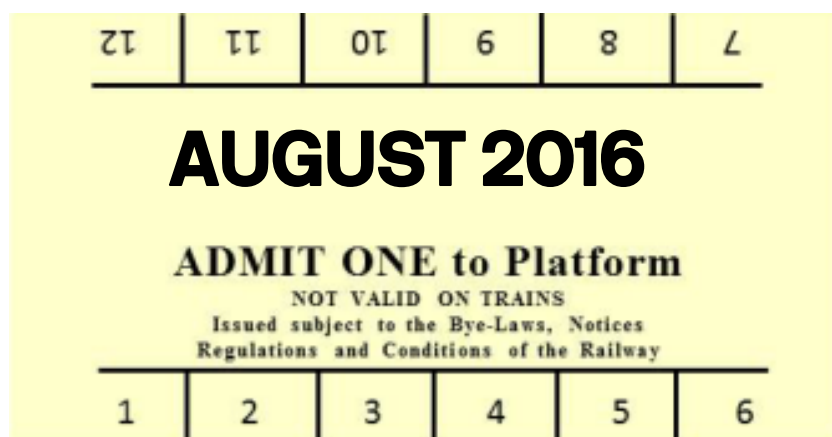 12 11 10 9 8 7
AUGUST 2016
ADMIT ONE to Platform
NOT VALID ON TRAINS
Issued subject to the Bye-Laws, Notices
Regulations and Conditions of the Railway
1 2 3 4 5 6